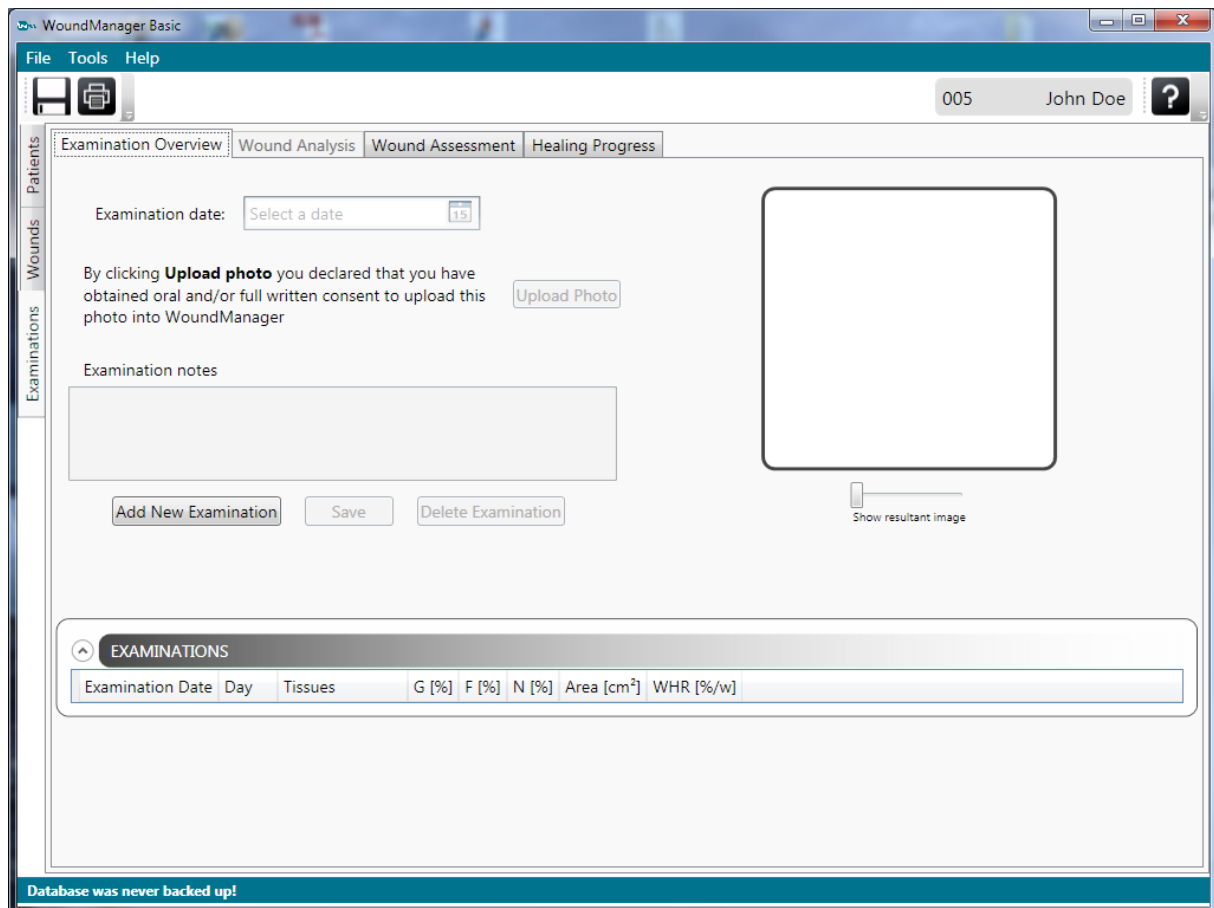 WoundManager Basic
File Tools Help
005 John Doe ?
Patients
Wounds
Examinations
Examination Overview Wound Analysis Wound Assessment Healing Progress
Examination date: Select a date 15
By clicking Upload photo you declared that you have
obtained oral and/or full written consent to upload this
photo into WoundManager
Upload Photo
Examination notes
Add New Examination Save Delete Examination
Show resultant image
EXAMINATIONS
Examination Date Day Tissues G [%] F [%] N [%] Area [cm²] WHR [%/w]
Database was never backed up!